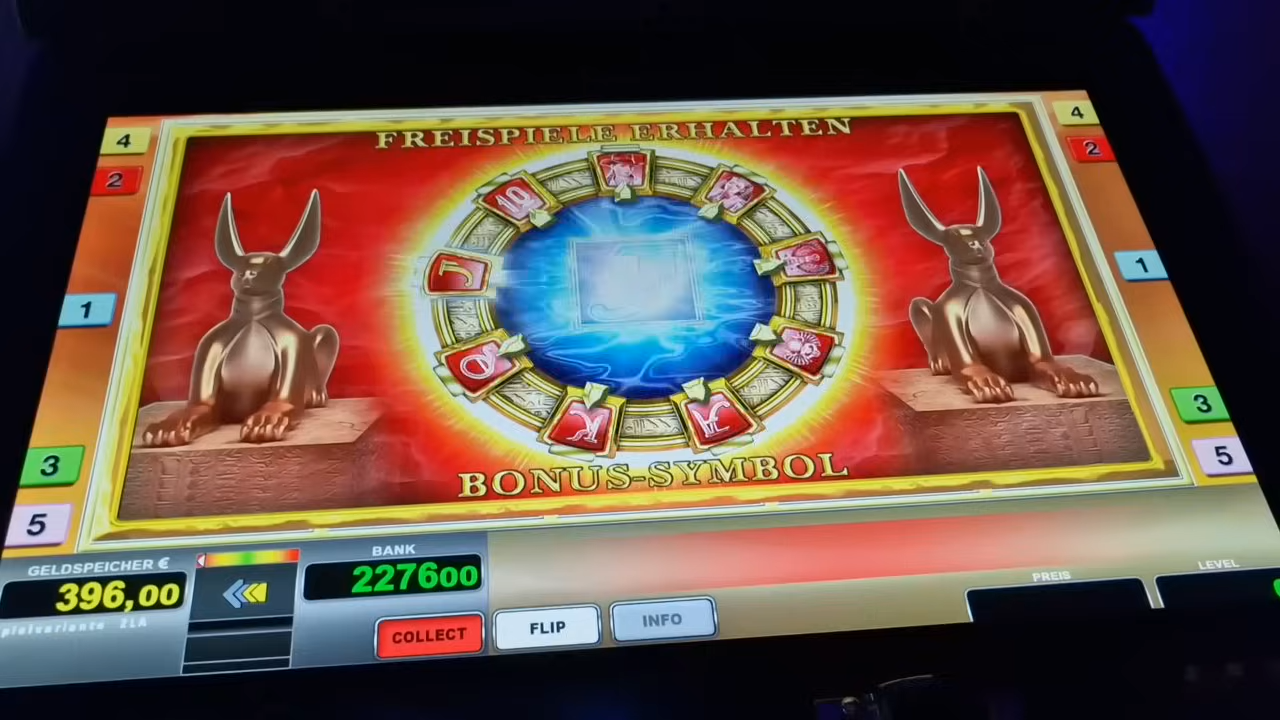 FREISPIELE ERHALTEN
4
4
2
2
10
J
1
1
Q
K
A
3
3
BONUS-SYMBOL
5
5
GELDSPEICHER €
396,00
BANK
227600
PREIS
LEVEL
COLLECT
FLIP
INFO